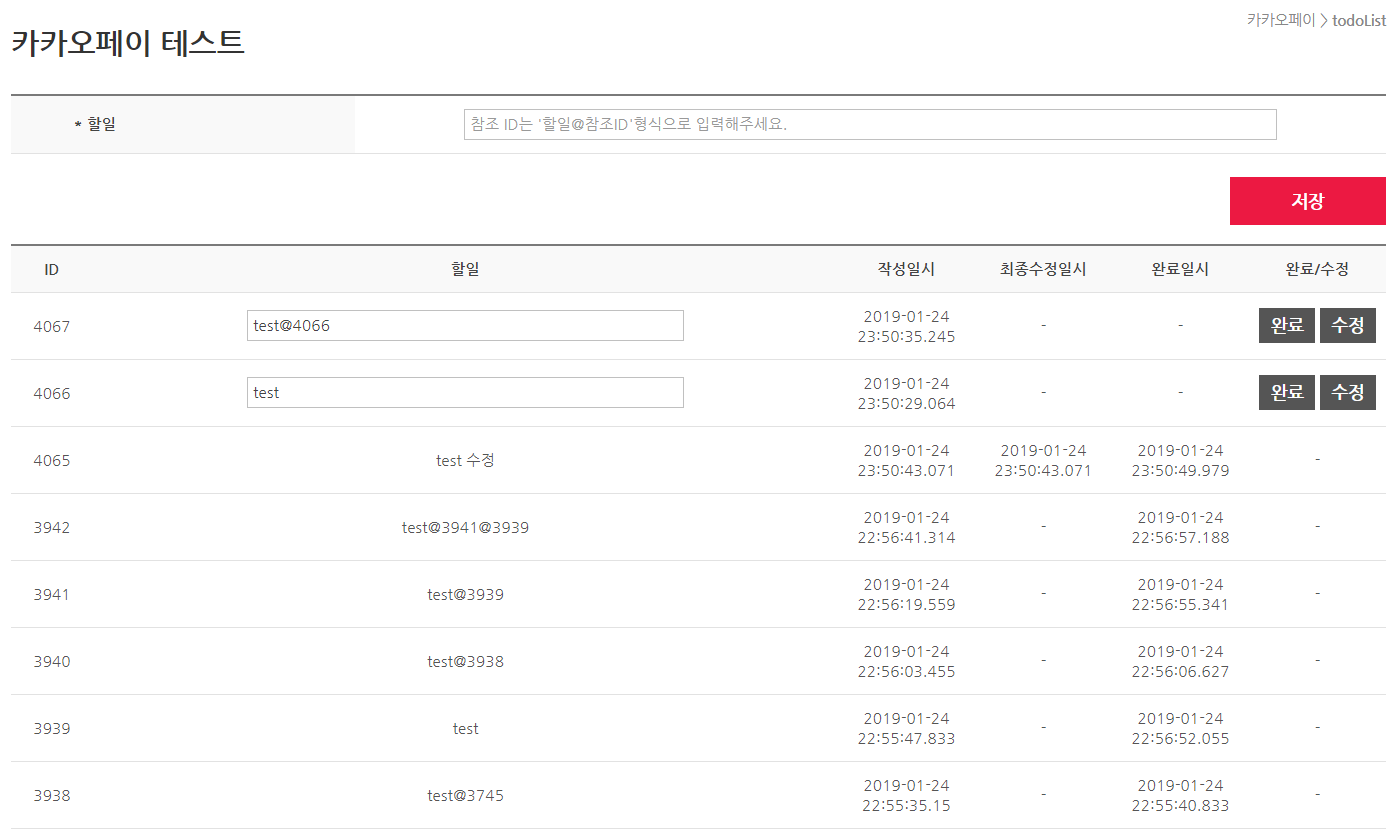 카카오페이 > todoList
카카오페이 테스트
* 할일
참조 ID는 '할일@참조ID'형식으로 입력해주세요.
저장
ID 할일 작성일시 최종수정일시 완료일시 완료/수정
4067 test@4066 2019-01-24 23:50:35.245 - - 완료 수정
4066 test 2019-01-24 23:50:29.064 - - 완료 수정
4065 test 수정 2019-01-24 23:50:43.071 2019-01-24 23:50:43.071 2019-01-24 23:50:49.979 -
3942 test@3941@3939 2019-01-24 22:56:41.314 - 2019-01-24 22:56:57.188 -
3941 test@3939 2019-01-24 22:56:19.559 - 2019-01-24 22:56:55.341 -
3940 test@3938 2019-01-24 22:56:03.455 - 2019-01-24 22:56:06.627 -
3939 test 2019-01-24 22:55:47.833 - 2019-01-24 22:56:52.055 -
3938 test@3745 2019-01-24 22:55:35.15 - 2019-01-24 22:55:40.833 -